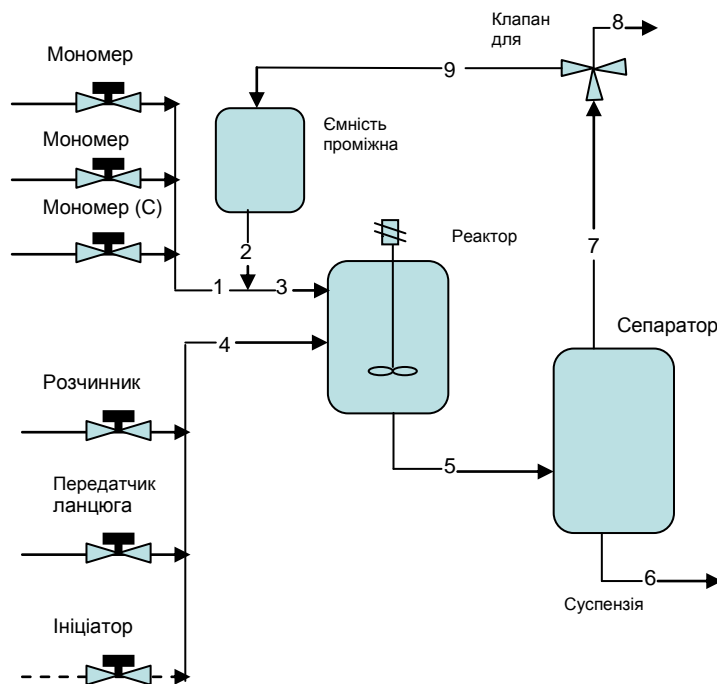 Клапан
для
8
Мономер
9
Мономер
Ємність
проміжна
Мономер (С)
Реактор
2
7
1
3
Сепаратор
4
Розчинник
5
Передатчик
ланцюга
6
Суспензія
Ініціатор